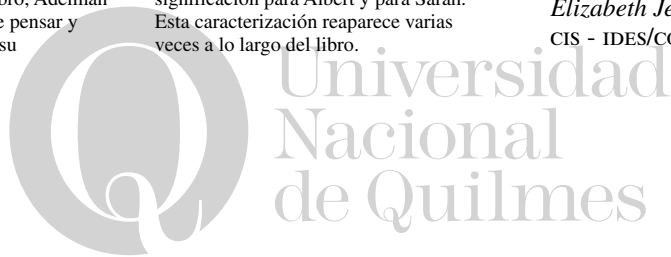 bro, Adelman
e pensar y
su
significación para Albert y para Sarah.
Esta caracterización reaparece varias
veces a lo largo del libro.
Elizabeth Je
CIS - IDES/CO
Universidad
Nacional
de Quilmes